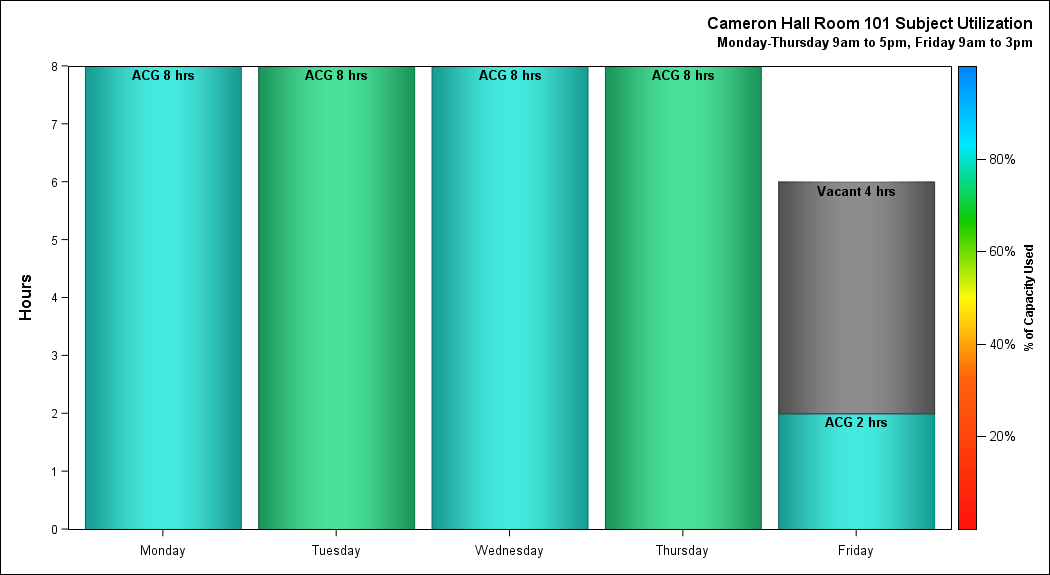 Cameron Hall Room 101 Subject Utilization
Monday-Thursday 9am to 5pm, Friday 9am to 3pm
Hours
8
7
6
5
4
3
2
1
0
ACG 8 hrs
ACG 8 hrs
ACG 8 hrs
ACG 8 hrs
Vacant 4 hrs
ACG 2 hrs
Monday
Tuesday
Wednesday
Thursday
Friday
80%
60%
40%
20%
% of Capacity Used